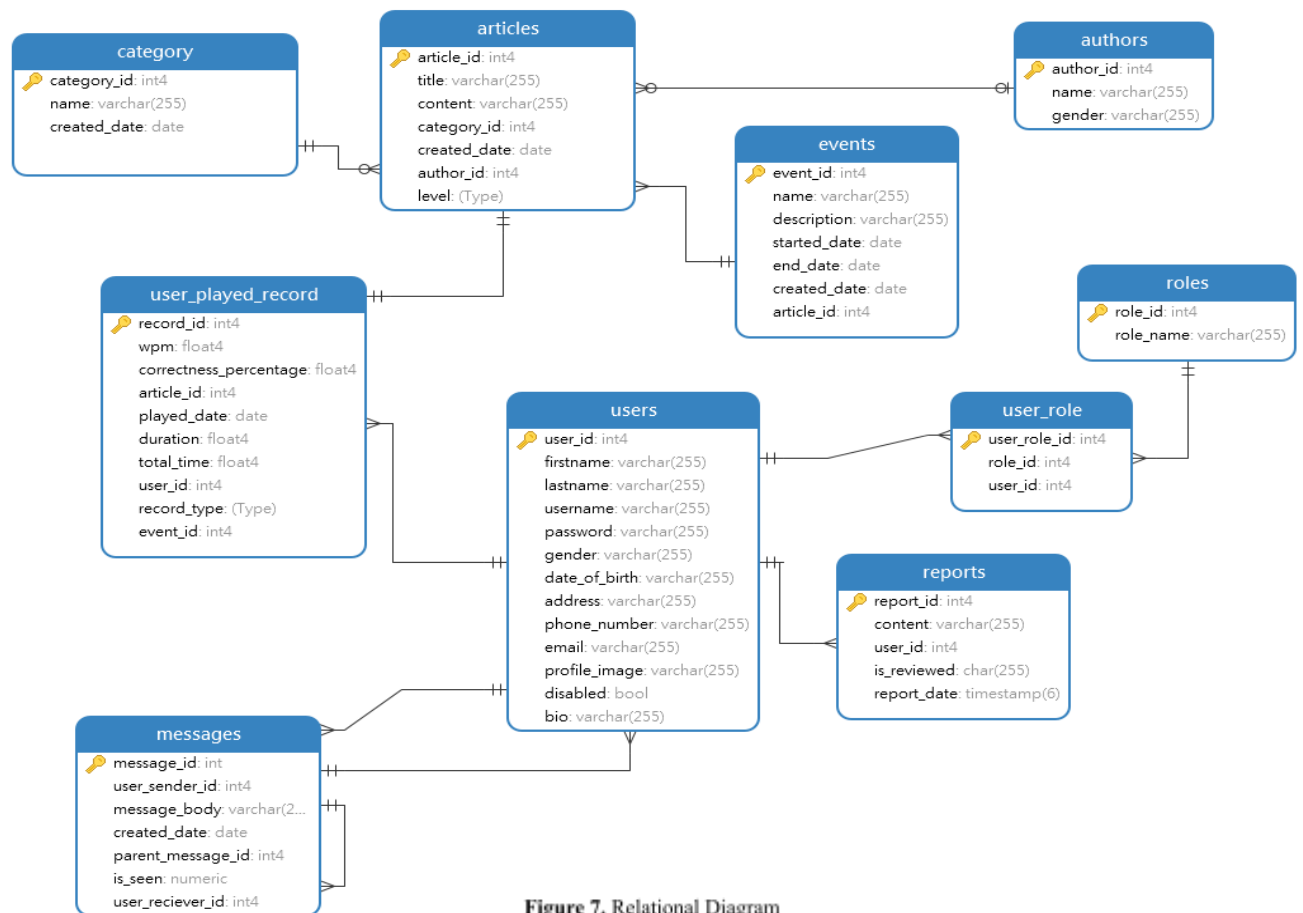 category
category_id: int4
name: varchar(255)
created_date: date
articles
article_id: int4
title: varchar(255)
content: varchar(255)
category_id: int4
created_date: date
author_id: int4
level: (Type)
authors
author_id: int4
name: varchar(255)
gender: varchar(255)
events
event_id: int4
name: varchar(255)
description: varchar(255)
started_date: date
end_date: date
created_date: date
article_id: int4
user_played_record
record_id: int4
wpm: float4
correctness_percentage: float4
article_id: int4
played_date: date
duration: float4
total_time: float4
user_id: int4
record_type: (Type)
event_id: int4
roles
role_id: int4
role_name: varchar(255)
users
user_id: int4
firstname: varchar(255)
lastname: varchar(255)
username: varchar(255)
password: varchar(255)
gender: varchar(255)
date_of_birth: varchar(255)
address: varchar(255)
phone_number: varchar(255)
email: varchar(255)
profile_image: varchar(255)
disabled: bool
bio: varchar(255)
user_role
user_role_id: int4
role_id: int4
user_id: int4
reports
report_id: int4
content: varchar(255)
user_id: int4
is_reviewed: char(255)
report_date: timestamp(6)
messages
message_id: int
user_sender_id: int4
message_body: varchar(2...
created_date: date
parent_message_id: int4
is_seen: numeric
user_reciever_id: int4
Figure 7. Relational Diagram